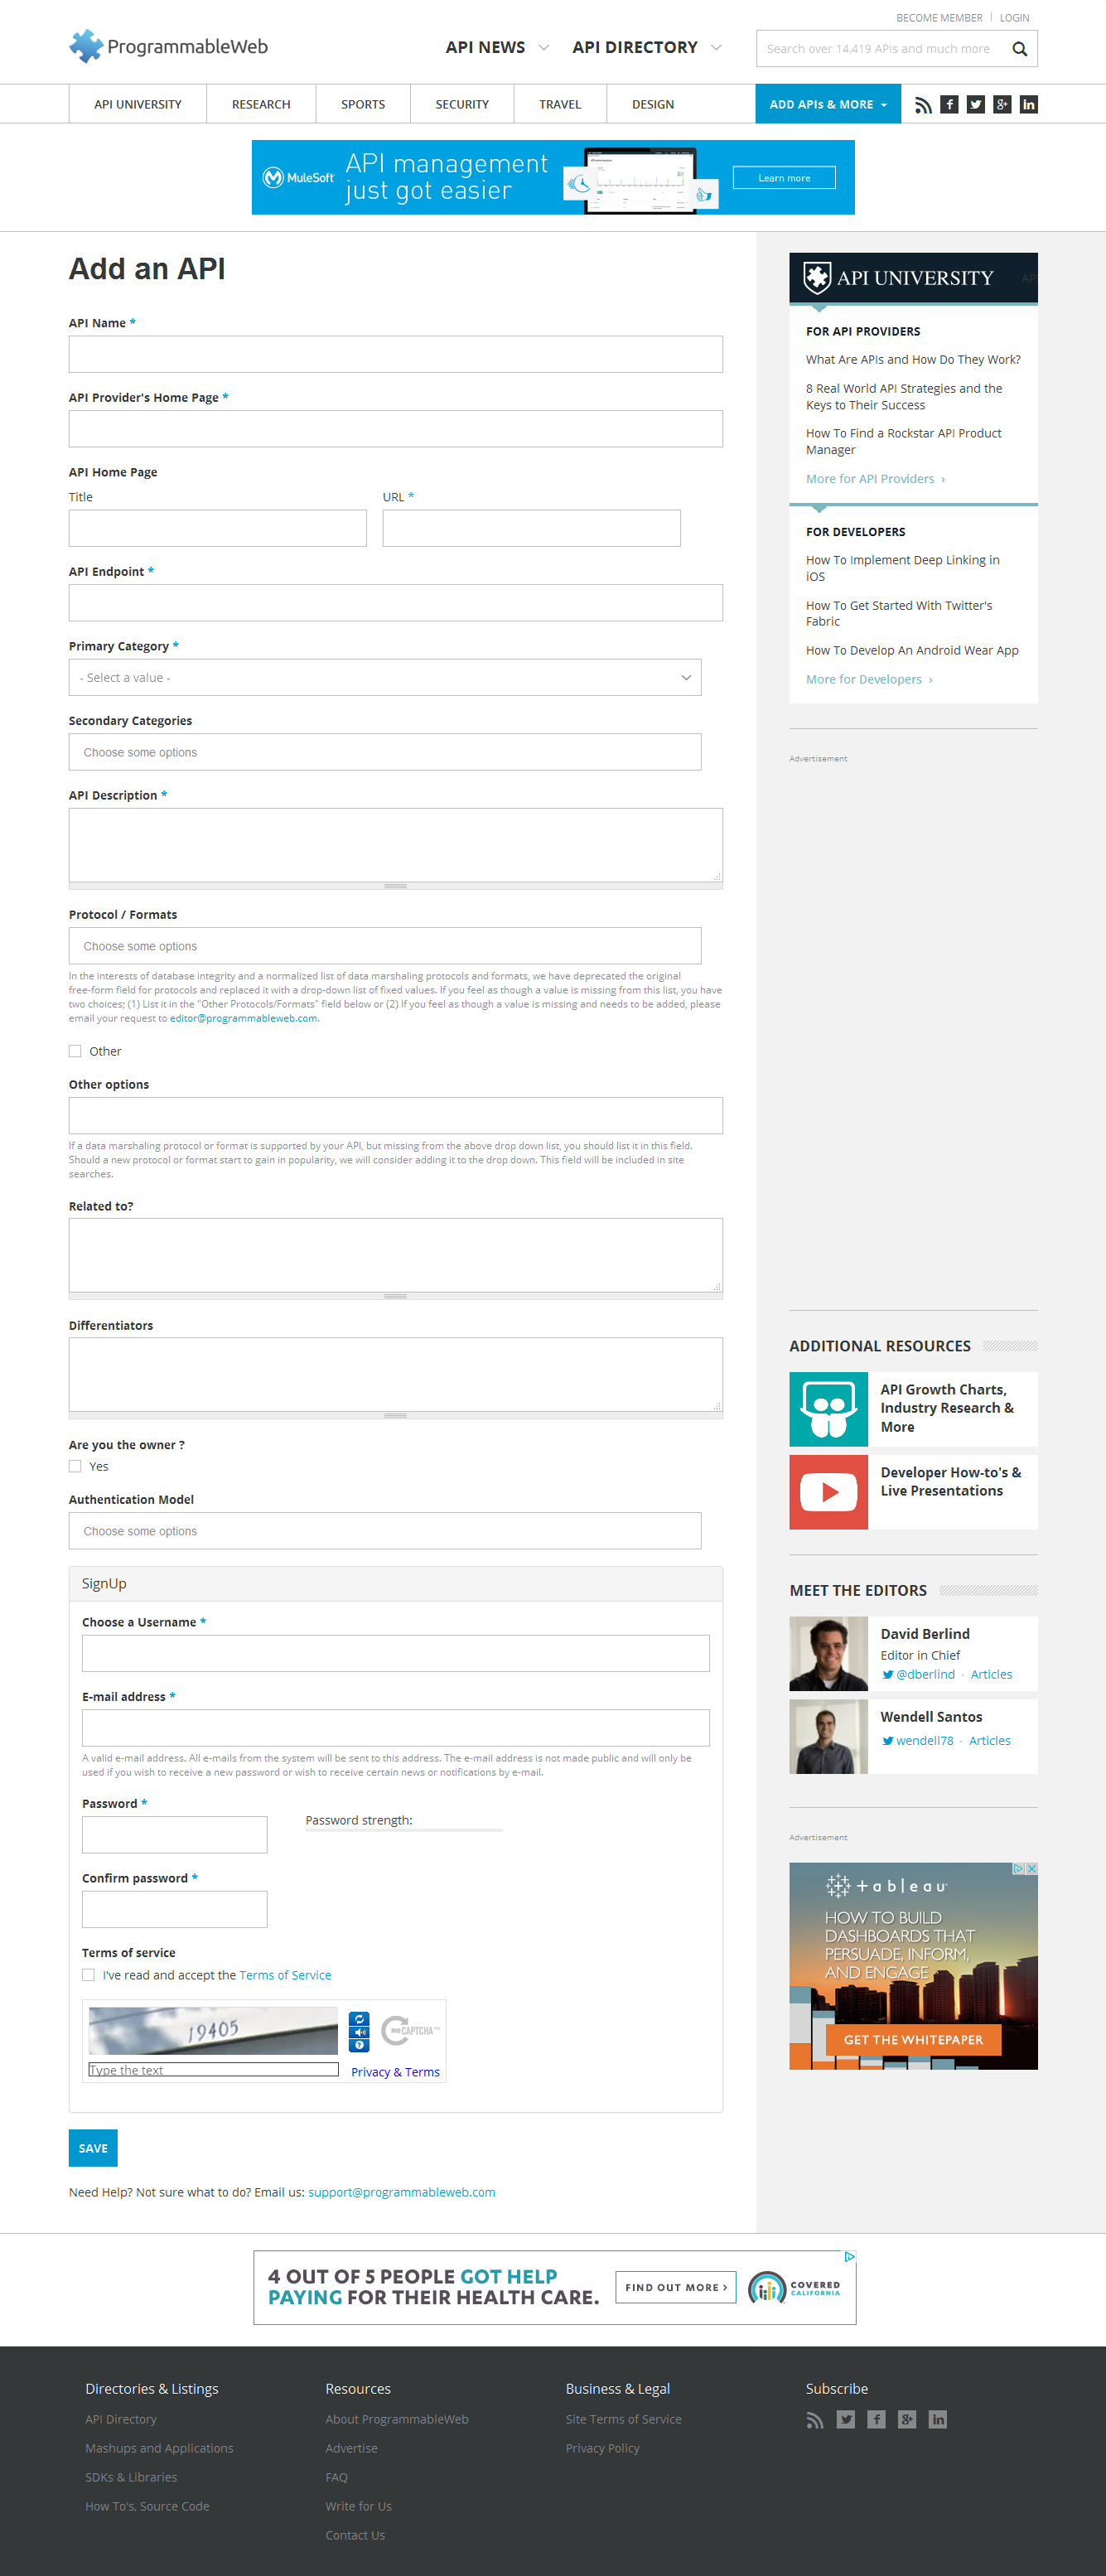 BECOME MEMBER | LOGIN
ProgrammableWeb
API NEWS
API DIRECTORY
Search over 14,419 APIs and much more
API UNIVERSITY
RESEARCH
SPORTS
SECURITY
TRAVEL
DESIGN
ADD APIs & MORE
MuleSoft
API management
just got easier
Learn more
Add an API
API Name *
API Provider's Home Page *
API Home Page
Title
URL *
API Endpoint *
Primary Category *
- Select a value -
Secondary Categories
Choose some options
API Description *
Protocol / Formats
Choose some options
In the interests of database integrity and a normalized list of data marshaling protocols and formats, we have deprecated the original
free-form field for protocols and replaced it with a drop-down list of fixed values. If you feel as though a value is missing from this list, you have
two choices; (1) List it in the "Other Protocols/Formats" field below or (2) If you feel as though a value is missing and needs to be added, please
email your request to editor@programmableweb.com.
Other
Other options
If a data marshaling protocol or format is supported by your API, but missing from the above drop down list, you should list it in this field.
Should a new protocol or format start to gain in popularity, we will consider adding it to the drop down. This field will be included in site
searches.
Related to?
Differentiators
Are you the owner ?
Yes
Authentication Model
Choose some options
SignUp
Choose a Username *
E-mail address *
A valid e-mail address. All e-mails from the system will be sent to this address. The e-mail address is not made public and will only be
used if you wish to receive a new password or wish to receive certain news or notifications by e-mail.
Password *
Password strength:
Confirm password *
Terms of service
I've read and accept the Terms of Service
19405
reCAPTCHA™
Type the text
Privacy & Terms
SAVE
Need Help? Not sure what to do? Email us: support@programmableweb.com
API UNIVERSITY
AP
FOR API PROVIDERS
What Are APIs and How Do They Work?
8 Real World API Strategies and the
Keys to Their Success
How To Find a Rockstar API Product
Manager
More for API Providers ›
FOR DEVELOPERS
How To Implement Deep Linking in
iOS
How To Get Started With Twitter's
Fabric
How To Develop An Android Wear App
More for Developers ›
Advertisement
ADDITIONAL RESOURCES
API Growth Charts,
Industry Research &
More
Developer How-to's &
Live Presentations
MEET THE EDITORS
David Berlind
Editor in Chief
@dberlind · Articles
Wendell Santos
wendell78 · Articles
Advertisement
+ableau
HOW TO BUILD
DASHBOARDS THAT
PERSUADE, INFORM,
AND ENGAGE
GET THE WHITEPAPER
4 OUT OF 5 PEOPLE GOT HELP
PAYING FOR THEIR HEALTH CARE.
FIND OUT MORE ›
COVERED
CALIFORNIA
Directories & Listings
API Directory
Mashups and Applications
SDKs & Libraries
How To's, Source Code
Resources
About ProgrammableWeb
Advertise
FAQ
Write for Us
Contact Us
Business & Legal
Site Terms of Service
Privacy Policy
Subscribe